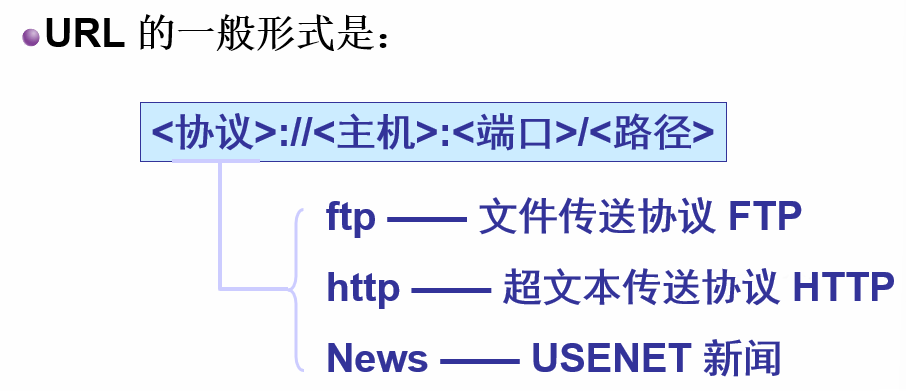 URL 的一般形式是：
<协议>://<主机>:<端口>/<路径>
ftp —— 文件传送协议 FTP
http —— 超文本传送协议 HTTP
News —— USENET 新闻